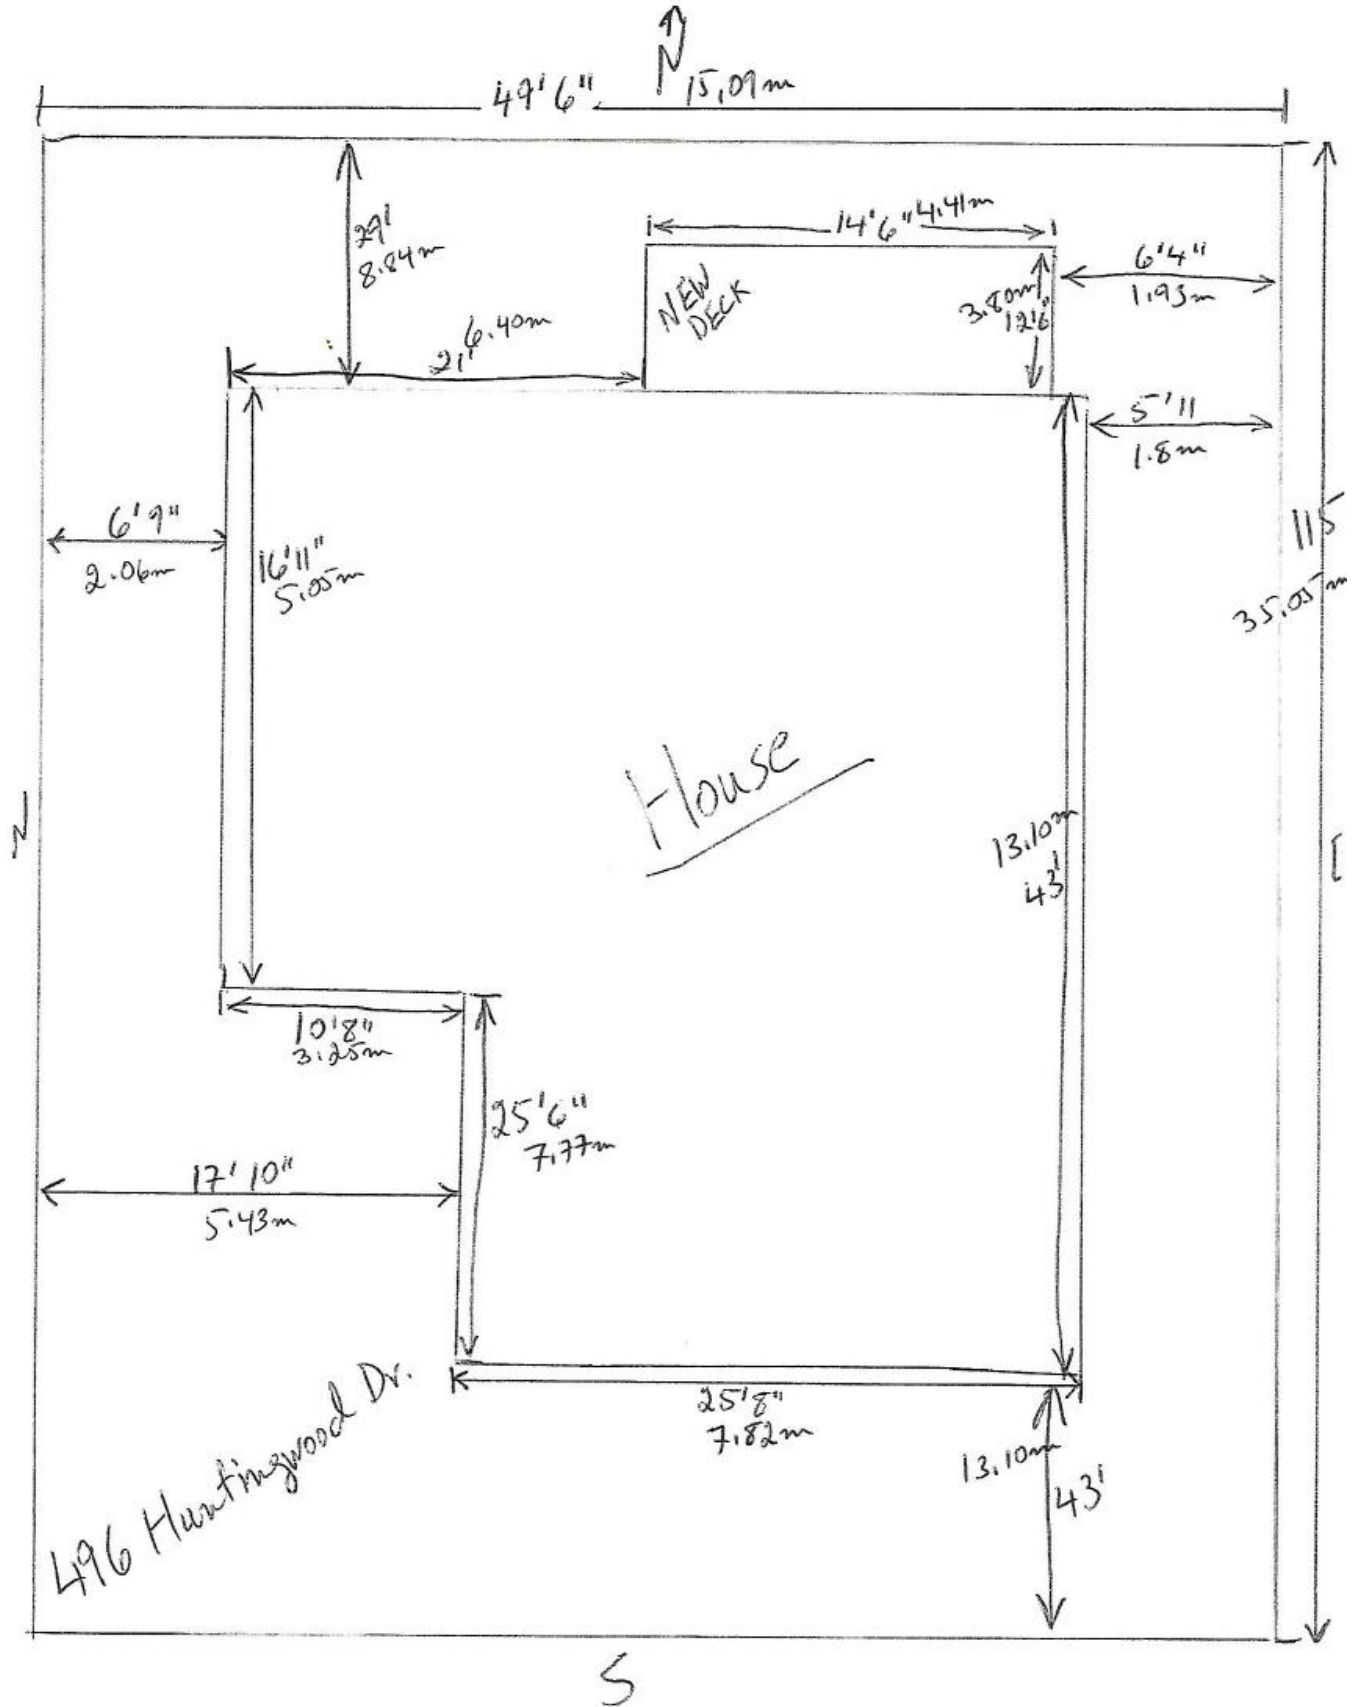 N
49'6" 15.09m
29'
8.84m
14'6" 4.41m
NEW
DECK
3.80m
12'6"
6'4"
1.93m
6.40m
21'
5'11
1.8m
6'9"
2.06m
16'11"
5.05m
115
35.05m
House
13.10m
43'
10'8"
3.25m
25'6"
7.77m
17'10"
5.43m
25'8"
7.82m
13.10m
43'
496 Huntingwood Dr.
S